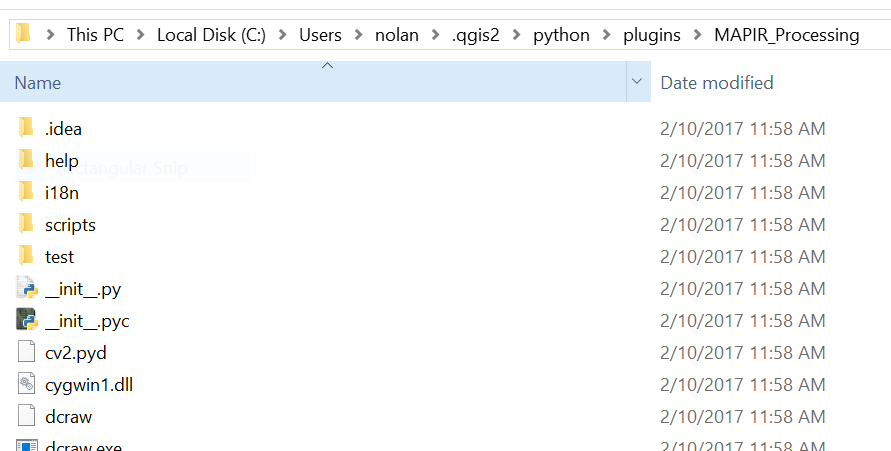 This PC > Local Disk (C:) > Users > nolan > .qgis2 > python > plugins > MAPIR_Processing
Name Date modified
.idea 2/10/2017 11:58 AM
help 2/10/2017 11:58 AM
Rectangular Snip
i18n 2/10/2017 11:58 AM
scripts 2/10/2017 11:58 AM
test 2/10/2017 11:58 AM
__init__.py 2/10/2017 11:58 AM
__init__.pyc 2/10/2017 11:58 AM
cv2.pyd 2/10/2017 11:58 AM
cygwin1.dll 2/10/2017 11:58 AM
dcraw 2/10/2017 11:58 AM
dcraw.exe 2/10/2017 11:58 AM